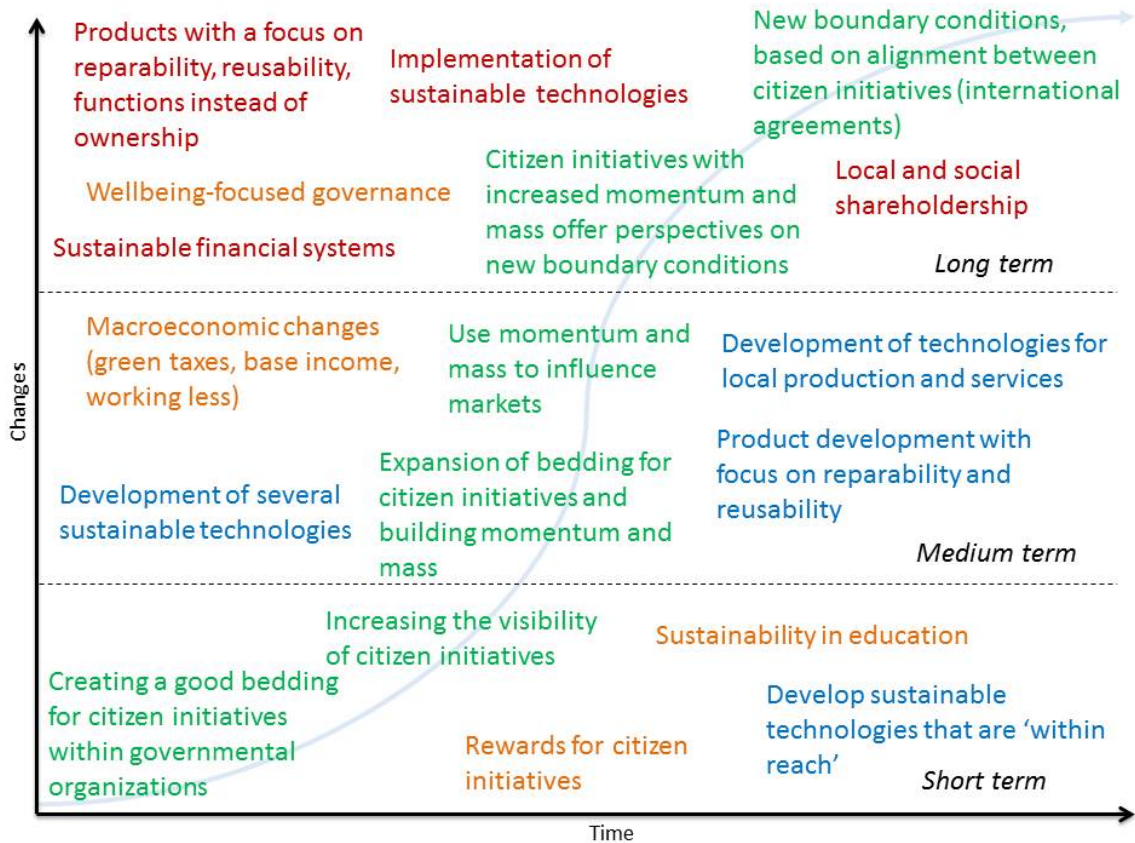 Products with a focus on
reparability, reusability,
functions instead of
ownership
Implementation of
sustainable technologies
New boundary conditions,
based on alignment between
citizen initiatives (international
agreements)
Wellbeing-focused governance
Sustainable financial systems
Citizen initiatives with
increased momentum and
mass offer perspectives on
new boundary conditions
Local and social
shareholdership
Long term
Macroeconomic changes
(green taxes, base income,
working less)
Use momentum and
mass to influence
markets
Development of technologies for
local production and services
Changes
Development of several
sustainable technologies
Expansion of bedding for
citizen initiatives and
building momentum and
mass
Product development with
focus on reparability and
reusability
Medium term
Increasing the visibility
of citizen initiatives
Sustainability in education
Creating a good bedding
for citizen initiatives
within governmental
organizations
Rewards for citizen
initiatives
Develop sustainable
technologies that are ‘within
reach’
Short term
Time